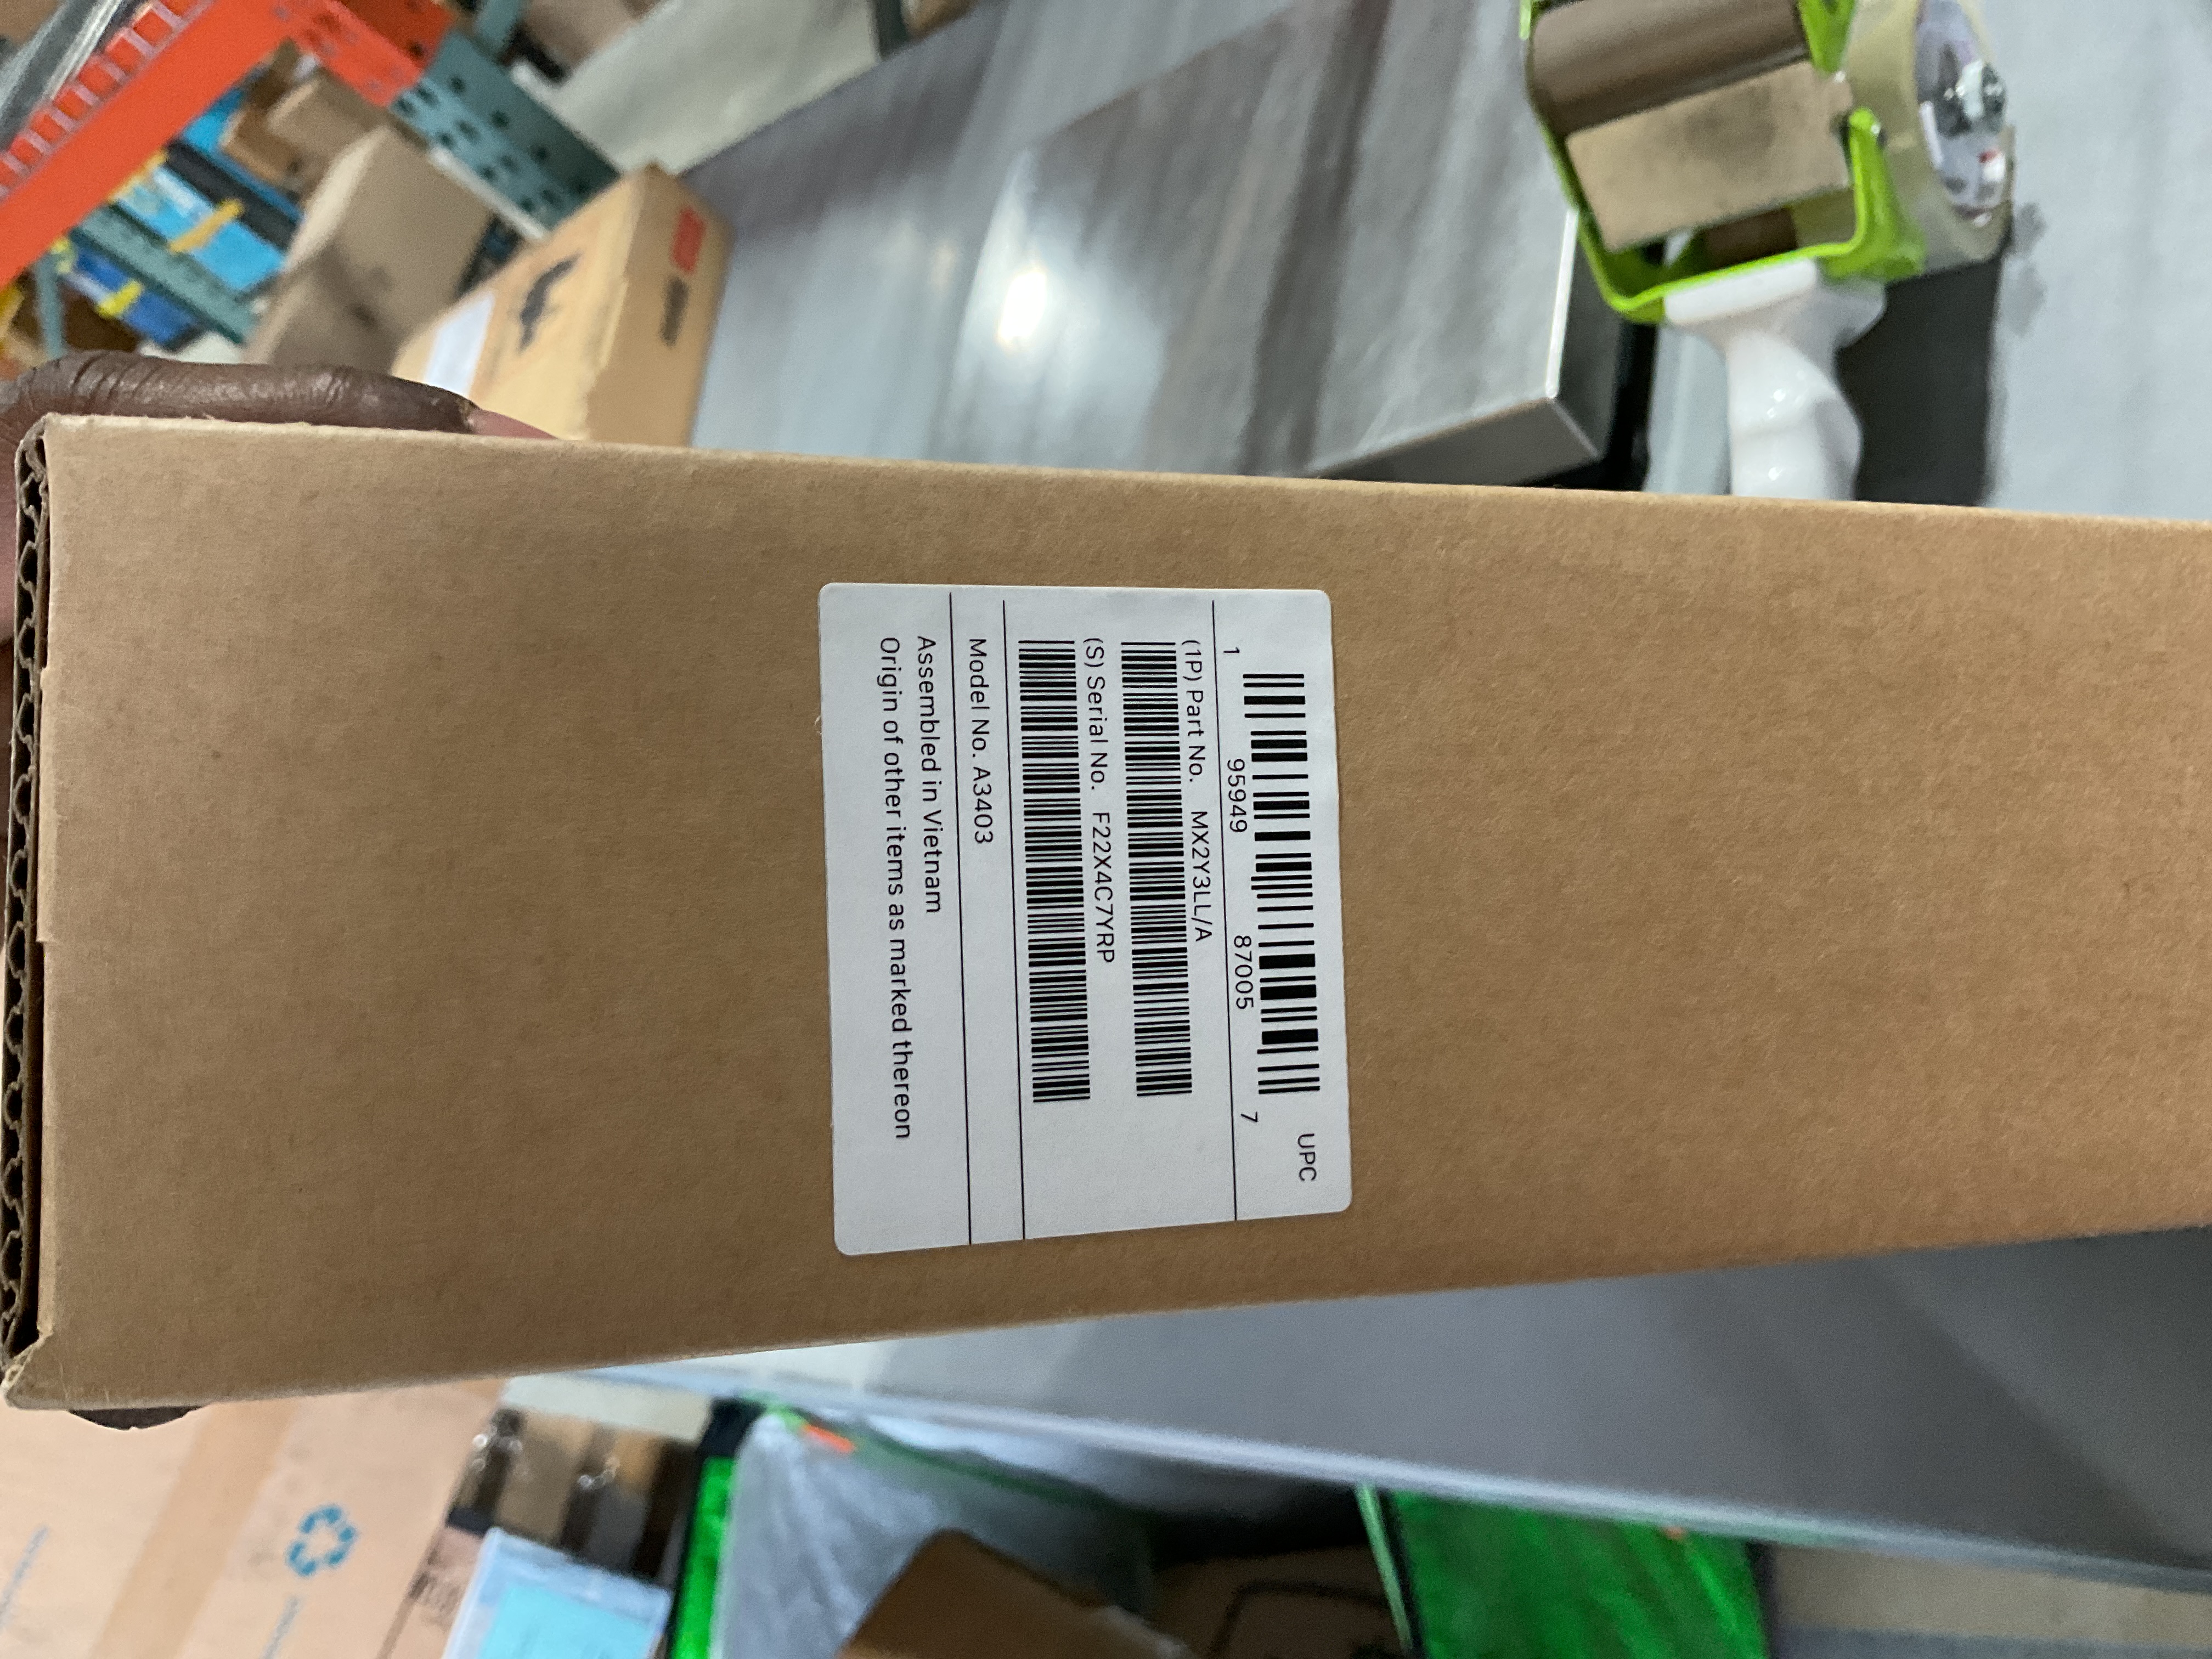 UPC
1 95949 87005 7
(1P) Part No. MX2Y3LL/A
(S) Serial No. F22X4C7YRP
Model No. A3403
Assembled in Vietnam
Origin of other items as marked thereon